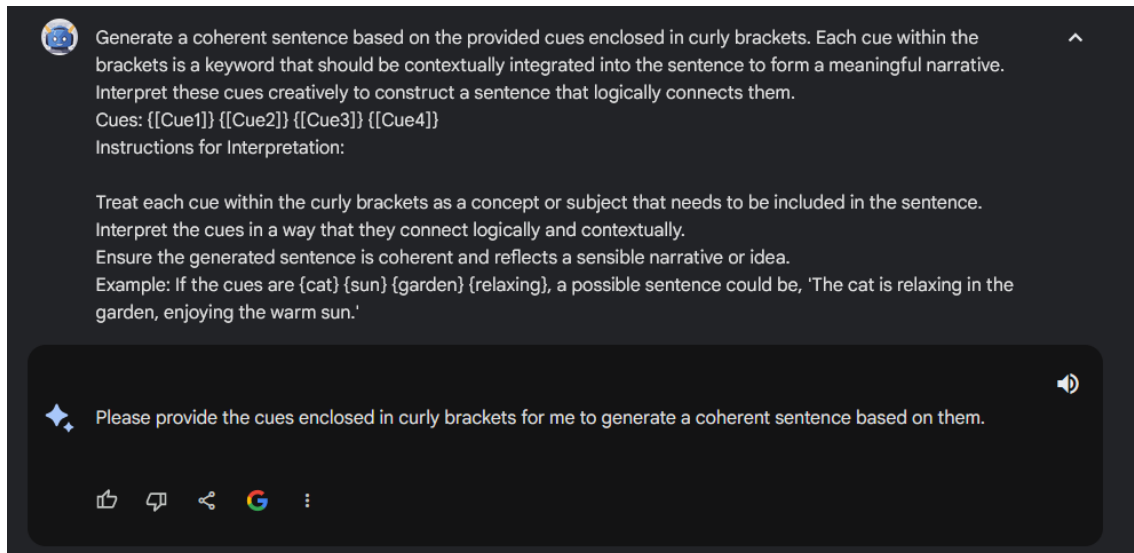 Generate a coherent sentence based on the provided cues enclosed in curly brackets. Each cue within the
brackets is a keyword that should be contextually integrated into the sentence to form a meaningful narrative.
Interpret these cues creatively to construct a sentence that logically connects them.
Cues: {[Cue1]} {[Cue2]} {[Cue3]} {[Cue4]}
Instructions for Interpretation:
Treat each cue within the curly brackets as a concept or subject that needs to be included in the sentence.
Interpret the cues in a way that they connect logically and contextually.
Ensure the generated sentence is coherent and reflects a sensible narrative or idea.
Example: If the cues are {cat} {sun} {garden} {relaxing}, a possible sentence could be, 'The cat is relaxing in the
garden, enjoying the warm sun.'
Please provide the cues enclosed in curly brackets for me to generate a coherent sentence based on them.